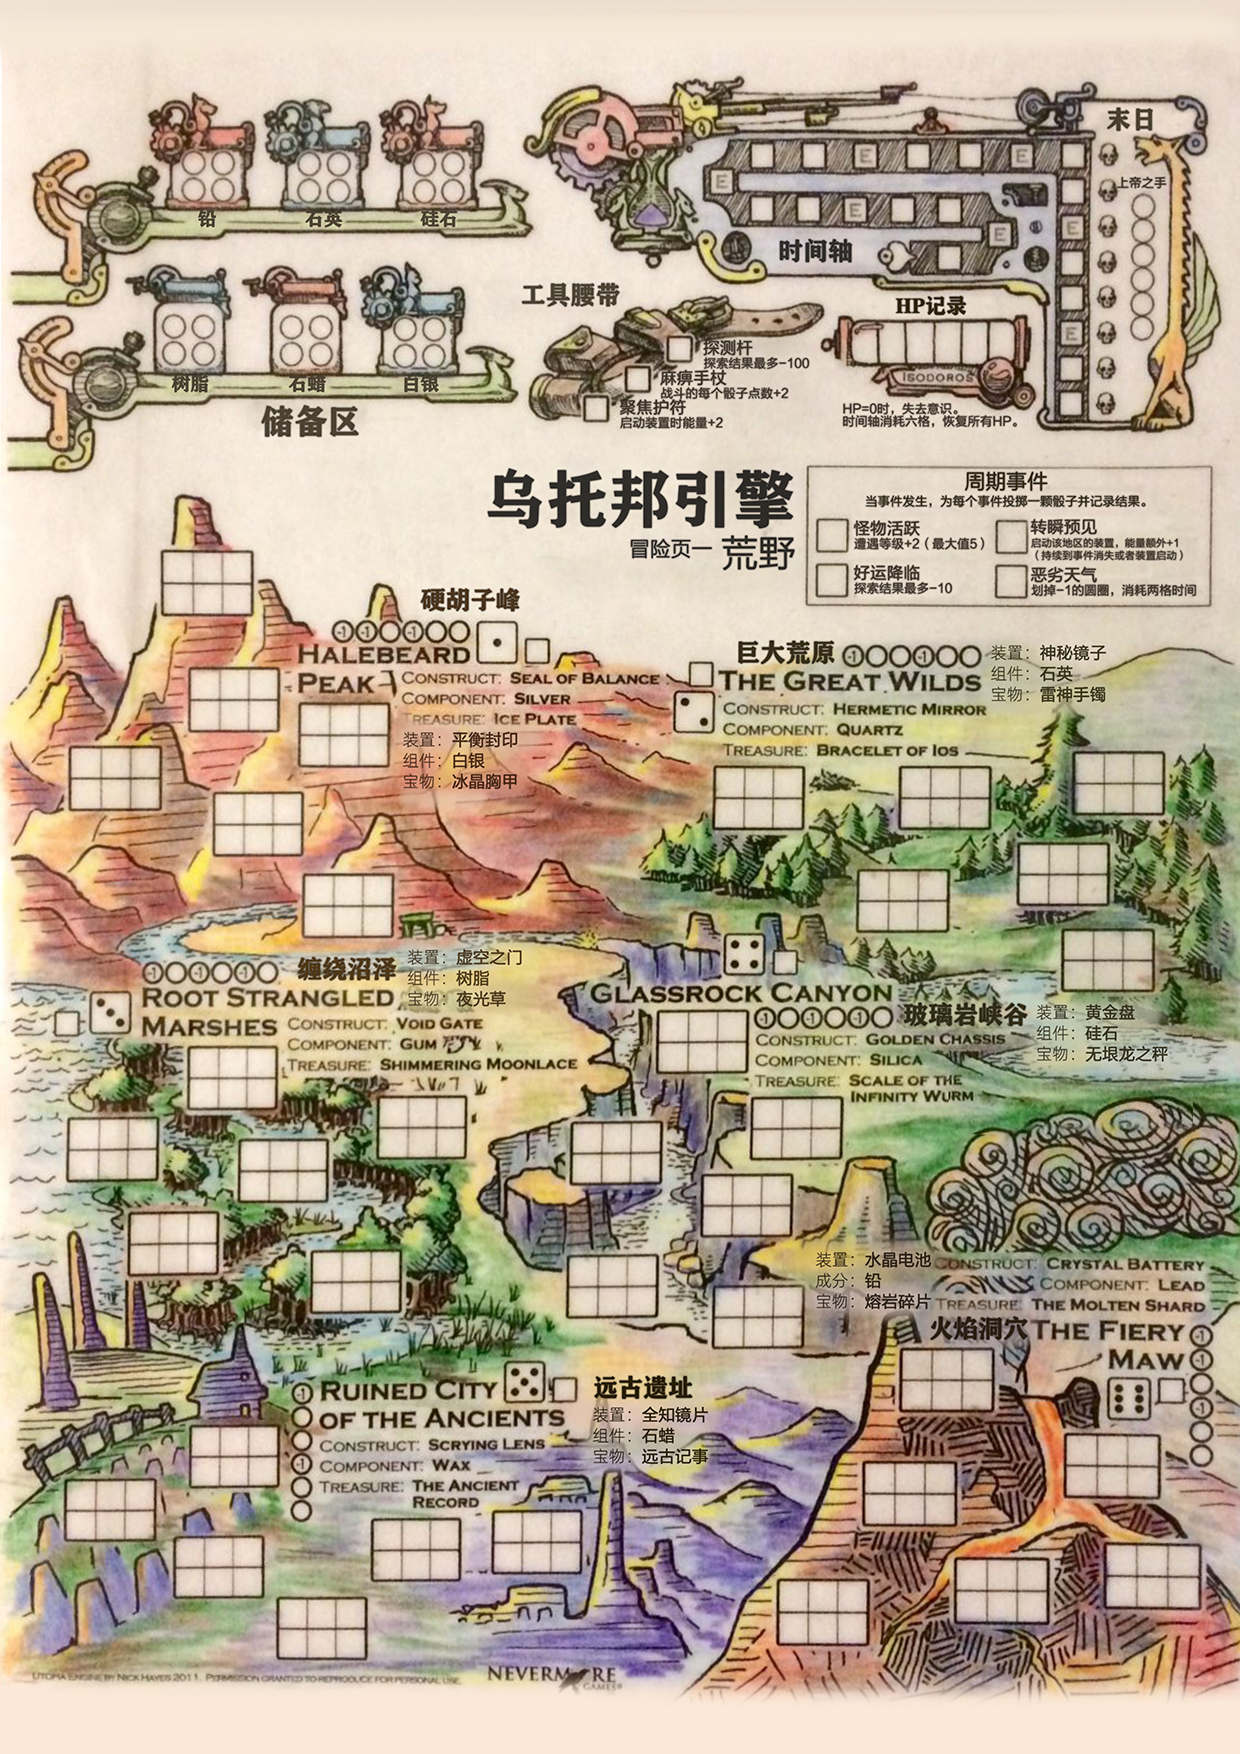 铅
石英
硅石
树脂
石蜡
白银
储备区
末日
上帝之手
E
E
E
E
E
E
E
时间轴
工具腰带
探测杆
探索结果最多-100
麻痹手杖
战斗的每个骰子点数+2
聚焦护符
启动装置时能量+2
HP记录
ISODOROS
HP=0时，失去意识。
时间轴消耗六格，恢复所有HP。
乌托邦引擎
冒险页一 荒野
周期事件
当事件发生，为每个事件投掷一颗骰子并记录结果。
怪物活跃
遭遇等级+2（最大值5）
转瞬预见
启动该地区的装置，能量额外+1
（持续到事件消失或者装置启动）
好运降临
探索结果最多-10
恶劣天气
划掉-1的圆圈，消耗两格时间
硬胡子峰
-1 -1 -1
HALEBEARD
PEAK
CONSTRUCT: SEAL OF BALANCE
COMPONENT: SILVER
TREASURE: ICE PLATE
装置：平衡封印
组件：白银
宝物：冰晶胸甲
巨大荒原
-1 -1
THE GREAT WILDS
CONSTRUCT: HERMETIC MIRROR
COMPONENT: QUARTZ
TREASURE: BRACELET OF IOS
装置：神秘镜子
组件：石英
宝物：雷神手镯
-1 -1 -1
缠绕沼泽
ROOT STRANGLED
MARSHES
装置：虚空之门
组件：树脂
宝物：夜光草
CONSTRUCT: VOID GATE
COMPONENT: GUM
TREASURE: SHIMMERING MOONLACE
GLASSROCK CANYON
-1 -1 -1
玻璃岩峡谷
CONSTRUCT: GOLDEN CHASSIS
COMPONENT: SILICA
TREASURE: SCALE OF THE
INFINITY WURM
装置：黄金盘
组件：硅石
宝物：无垠龙之秤
装置：水晶电池
成分：铅
宝物：熔岩碎片
CONSTRUCT: CRYSTAL BATTERY
COMPONENT: LEAD
TREASURE: THE MOLTEN SHARD
火焰洞穴
THE FIERY
MAW
-1
-1
-1
RUINED CITY
OF THE ANCIENTS
-1
-1
远古遗址
装置：全知镜片
组件：石蜡
宝物：远古记事
CONSTRUCT: SCRYING LENS
COMPONENT: WAX
TREASURE: THE ANCIENT
RECORD
UTOPIA ENGINE BY NICK HAYES 2011. PERMISSION GRANTED TO REPRODUCE FOR PERSONAL USE.
NEVERMORE
GAMES